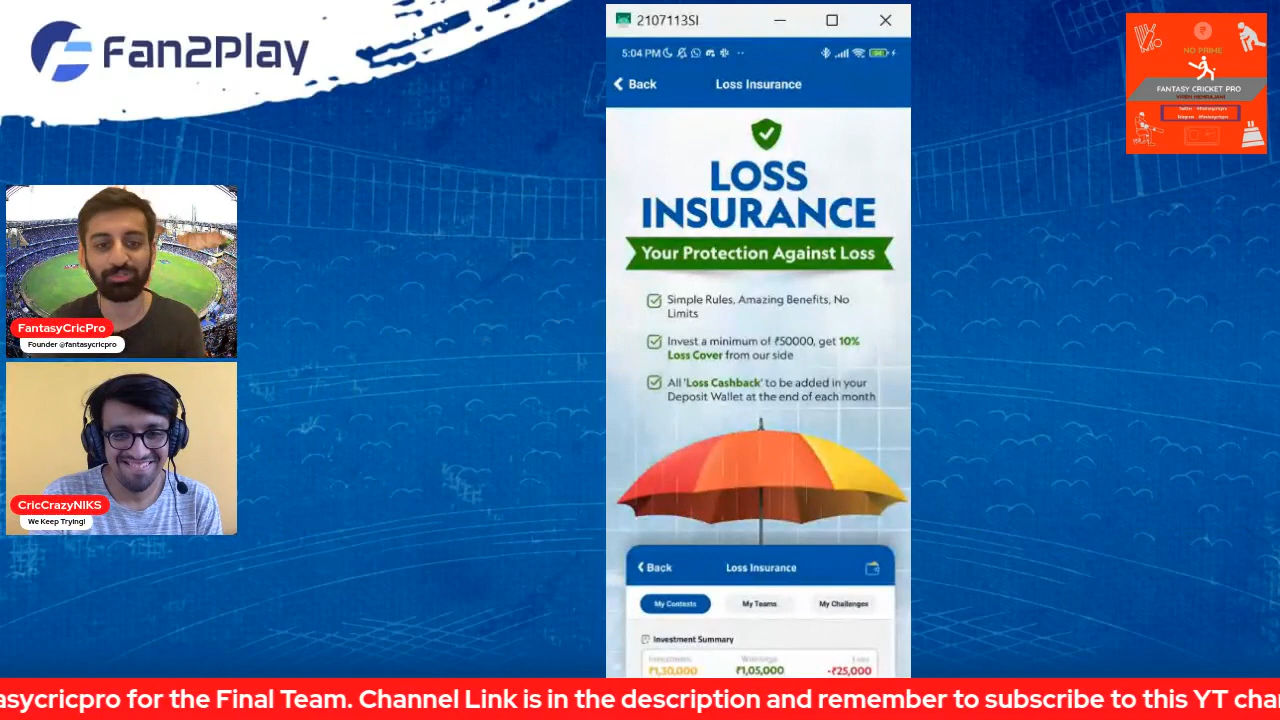 Fan2Play
FantasyCricPro
Founder @fantasycricpro
CricCrazyNIKS
We Keep Trying!
2107113SI
5:04 PM
Back
Loss Insurance
LOSS
INSURANCE
Your Protection Against Loss
Simple Rules, Amazing Benefits, No
Limits
Invest a minimum of ₹50000, get 10%
Loss Cover from our side
All 'Loss Cashback' to be added in your
Deposit Wallet at the end of each month
Back
Loss Insurance
My Contests
My Teams
My Challenges
Investment Summary
₹1,30,000
₹1,05,000
-₹25,000
NO PRIME
FANTASY CRICKET PRO
asycricpro for the Final Team. Channel Link is in the description and remember to subscribe to this YT cha